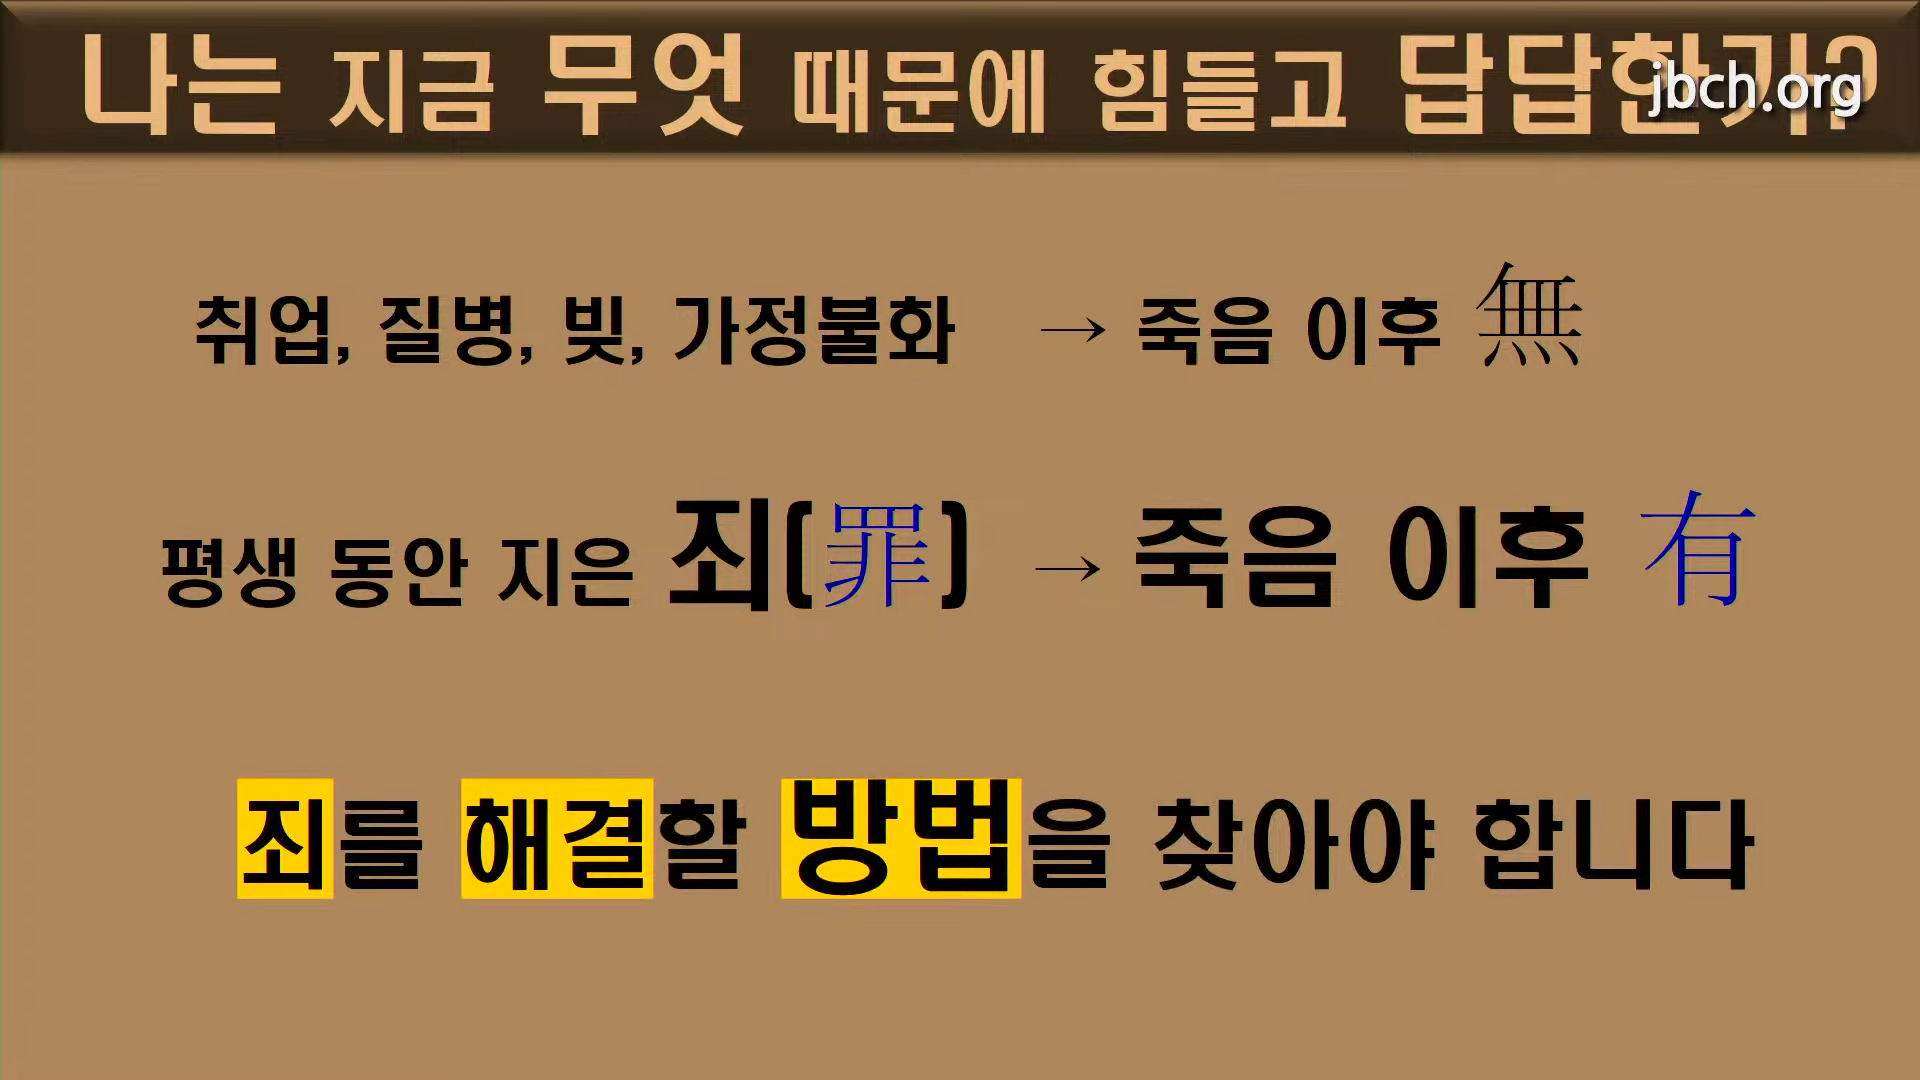 나는 지금 무엇 때문에 힘들고 답답한가?
jbch.org
취업, 질병, 빚, 가정불화 → 죽음 이후 無
평생 동안 지은 죄(罪) → 죽음 이후 有
죄를 해결할 방법을 찾아야 합니다